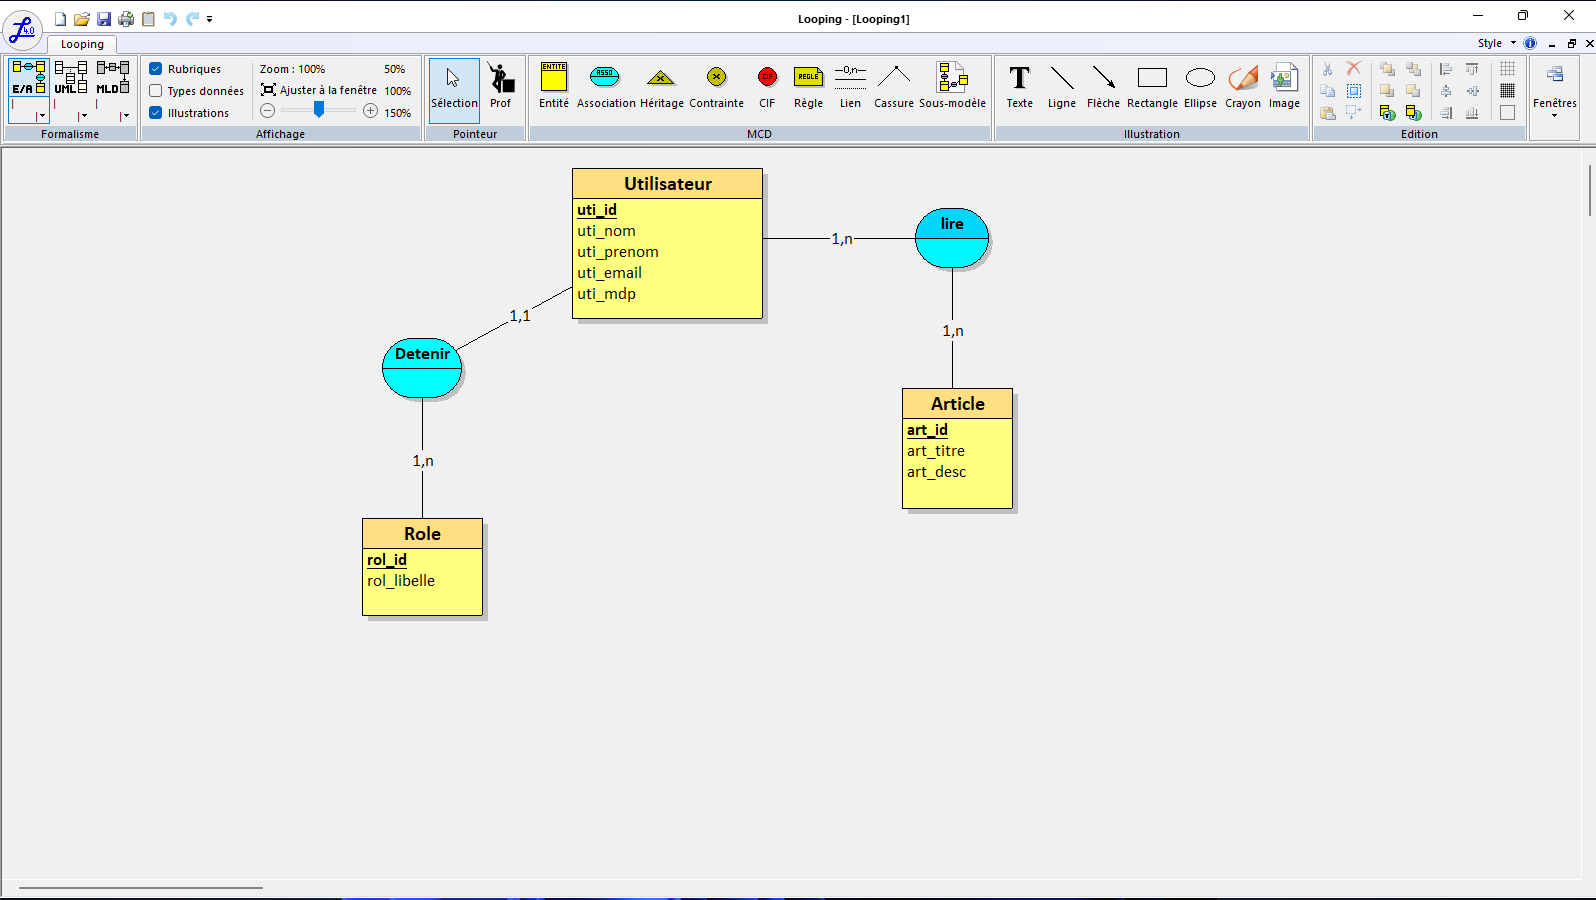 Looping - [Looping1]
4.0
Looping
Style
E/A UML MLD
Formalisme
Rubriques
Types données
Illustrations
Zoom : 100% 50%
Ajuster à la fenêtre 100%
150%
Affichage
Sélection Prof
Pointeur
ENTITE ASSO X X CIF REGLE 0,n
Entité Association Héritage Contrainte CIF Règle Lien Cassure Sous-modèle
MCD
T
Texte Ligne Flèche Rectangle Ellipse Crayon Image
Illustration
Edition
Fenêtres
Utilisateur
uti_id
uti_nom
uti_prenom
uti_email
uti_mdp
1,n
lire
1,1
Detenir
1,n
1,n
Article
art_id
art_titre
art_desc
Role
rol_id
rol_libelle